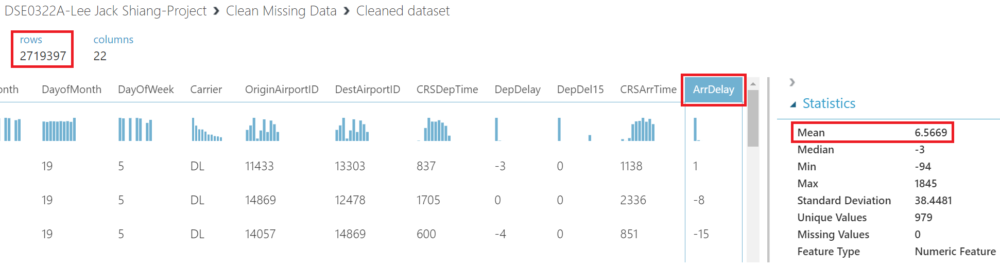 DSE0322A-Lee Jack Shiang-Project › Clean Missing Data › Cleaned dataset
rows columns
2719397 22
onth DayofMonth DayOfWeek Carrier OriginAirportID DestAirportID CRSDepTime DepDelay DepDel15 CRSArrTime ArrDelay
19 5 DL 11433 13303 837 -3 0 1138 1
19 5 DL 14869 12478 1705 0 0 2336 -8
19 5 DL 14057 14869 600 -4 0 851 -15
Statistics
Mean 6.5669
Median -3
Min -94
Max 1845
Standard Deviation 38.4481
Unique Values 979
Missing Values 0
Feature Type Numeric Feature